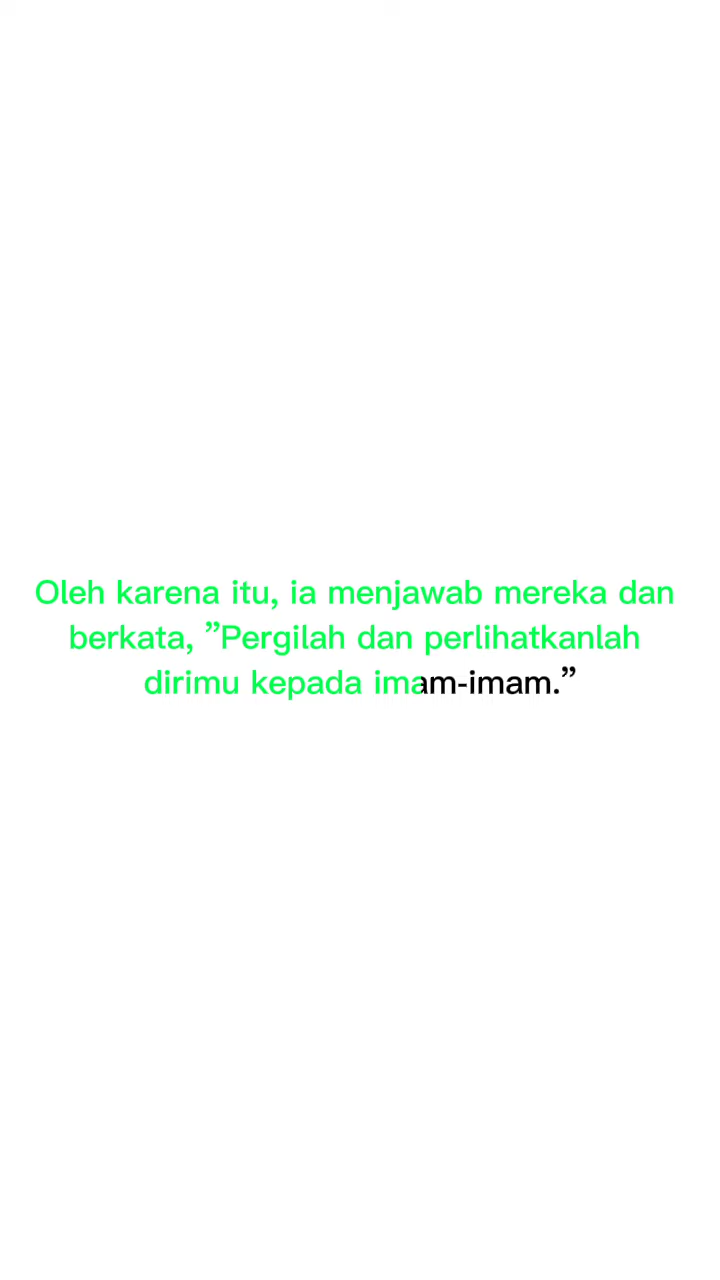 Oleh karena itu, ia menjawab mereka dan
berkata, ”Pergilah dan perlihatkanlah
dirimu kepada imam-imam.”